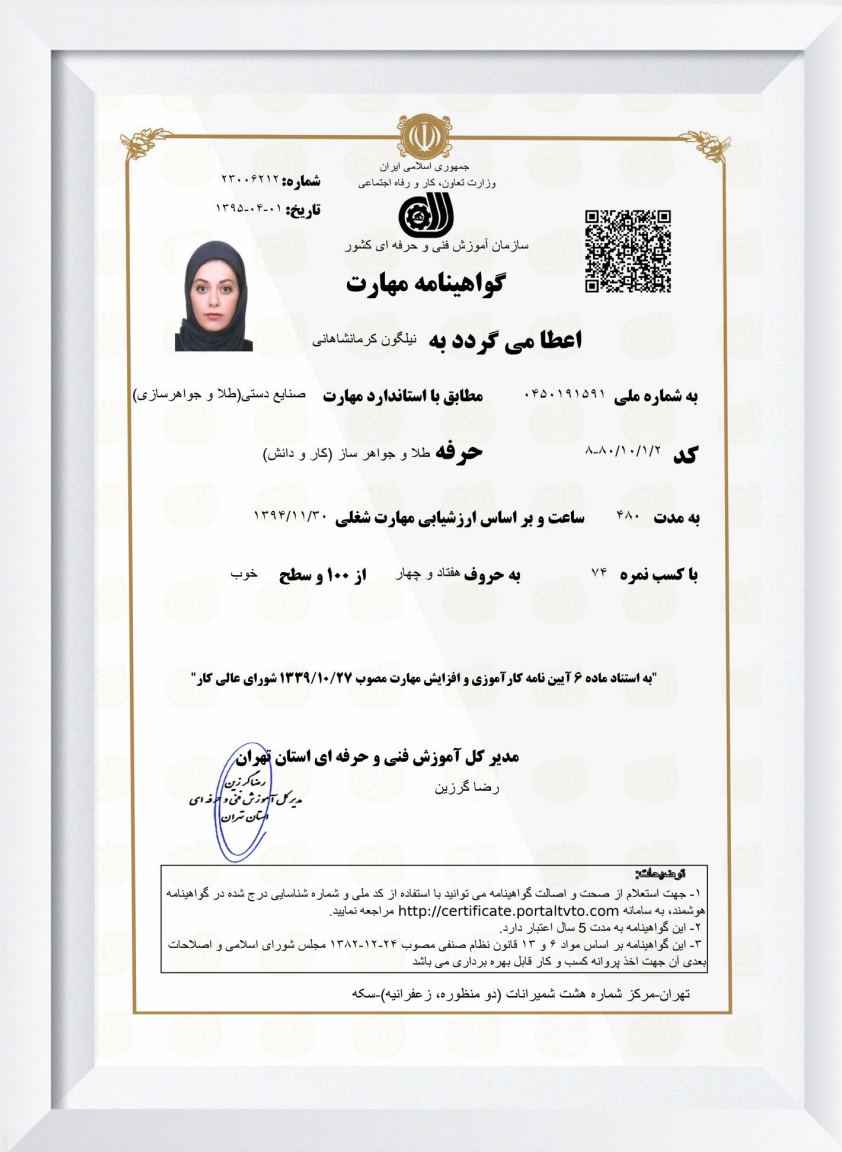 جمهوری اسلامی ایران
وزارت تعاون، کار و رفاه اجتماعی
شماره: ۲۳۰۰۶۲۱۲
تاریخ: ۱۳۹۵-۰۴-۰۱
سازمان آموزش فنی و حرفه ای کشور
گواهینامه مهارت
اعطا می گردد به نیلگون کرمانشاهانی
به شماره ملی ۰۴۵۰۱۹۱۵۹۱ مطابق با استاندارد مهارت صنایع دستی(طلا و جواهرسازی)
کد ۸-۸۰/۱۰/۱/۲ حرفه طلا و جواهر ساز (کار و دانش)
به مدت ۴۸۰ ساعت و بر اساس ارزشیابی مهارت شغلی ۱۳۹۴/۱۱/۳۰
با کسب نمره ۷۴ به حروف هفتاد و چهار از ۱۰۰ و سطح خوب
"به استناد ماده ۶ آیین نامه کارآموزی و افزایش مهارت مصوب ۱۳۳۹/۱۰/۲۷ شورای عالی کار"
مدیر کل آموزش فنی و حرفه ای استان تهران
رضا گرزین
رضا گرزین
مدیر کل آموزش فنی و حرفه ای
استان تهران
توضیحات:
۱- جهت استعلام از صحت و اصالت گواهینامه می توانید با استفاده از کد ملی و شماره شناسایی درج شده در گواهینامه
هوشمند، به سامانه http://certificate.portaltvto.com مراجعه نمایید.
۲- این گواهینامه به مدت 5 سال اعتبار دارد.
۳- این گواهینامه بر اساس مواد ۶ و ۱۳ قانون نظام صنفی مصوب ۲۴-۱۲-۱۳۸۲ مجلس شورای اسلامی و اصلاحات
بعدی آن جهت اخذ پروانه کسب و کار قابل بهره برداری می باشد
تهران-مرکز شماره هشت شمیرانات (دو منظوره، زعفرانیه)-سکه